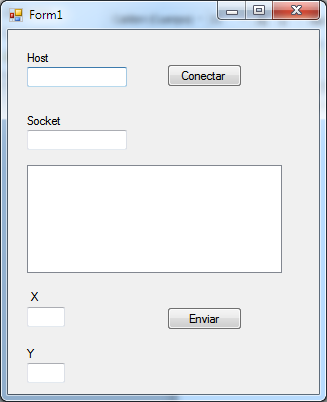 Form1
Host
Conectar
Socket
X
Enviar
Y